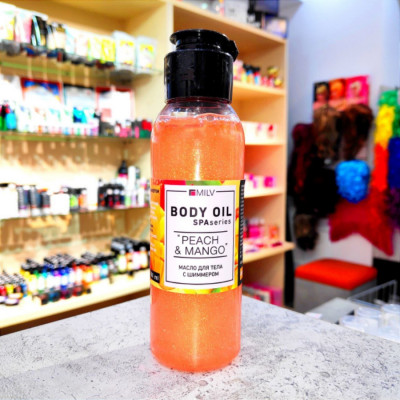 MILV
BODY OIL
SPAseries
"PEACH
& MANGO"
МАСЛО ДЛЯ ТЕЛА
С ШИММЕРОМ